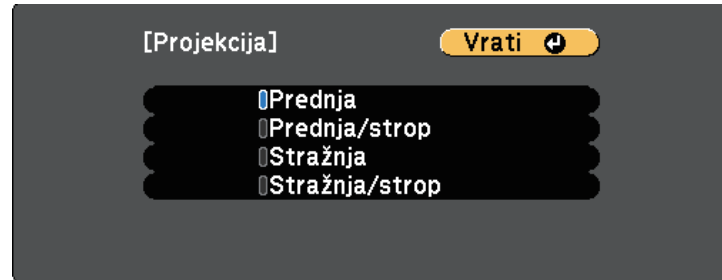 [Projekcija]
Vrati
Prednja
Prednja/strop
Stražnja
Stražnja/strop